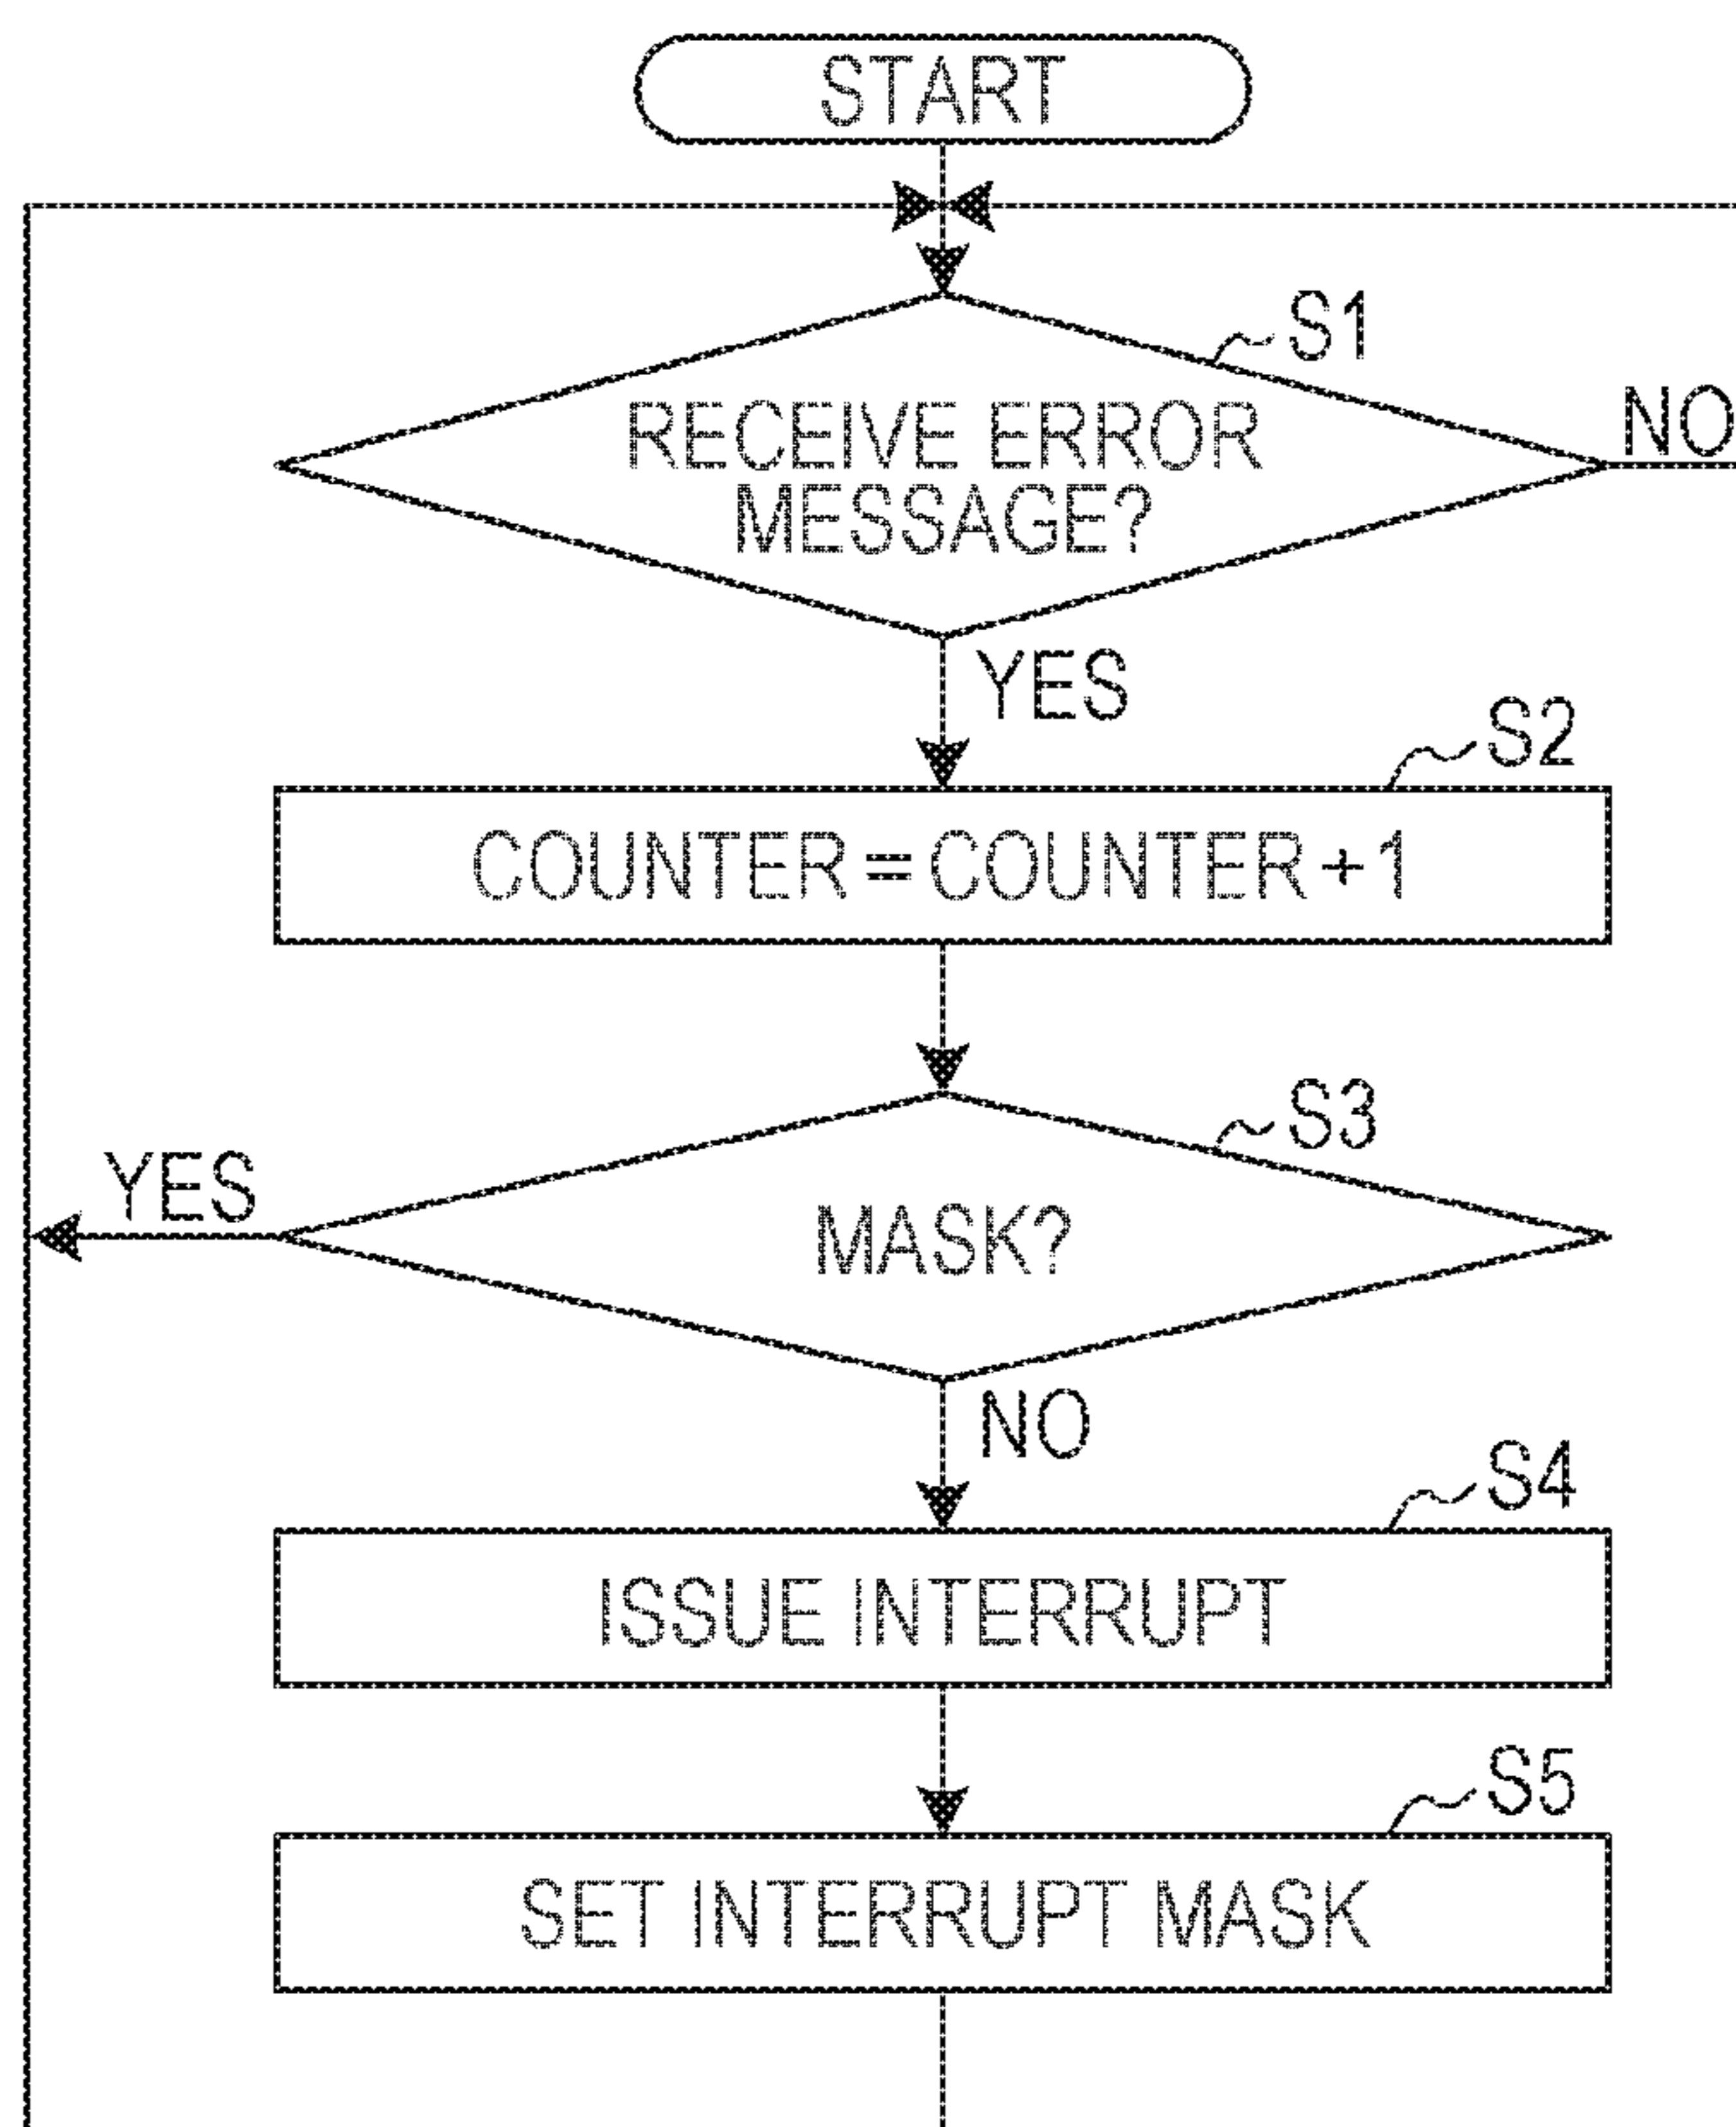 START
S1
RECEIVE ERROR
MESSAGE?
NO
YES
S2
COUNTER = COUNTER + 1
S3
YES
MASK?
NO
S4
ISSUE INTERRUPT
S5
SET INTERRUPT MASK